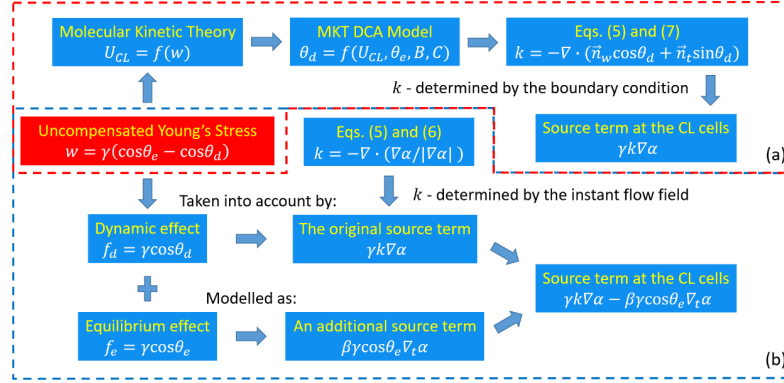 Molecular Kinetic Theory
U_CL = f(w)
MKT DCA Model
θ_d = f(U_CL, θ_e, B, C)
Eqs. (5) and (7)
k = −∇ · (n⃗_w cosθ_d + n⃗_t sinθ_d)
k - determined by the boundary condition
Uncompensated Young's Stress
w = γ(cosθ_e − cosθ_d)
Eqs. (5) and (6)
k = −∇ · (∇α/|∇α| )
Source term at the CL cells
γk∇α
(a)
k - determined by the instant flow field
Taken into account by:
Dynamic effect
f_d = γcosθ_d
The original source term
γk∇α
Source term at the CL cells
γk∇α − βγcosθ_e∇_tα
Modelled as:
Equilibrium effect
f_e = γcosθ_e
An additional source term
βγcosθ_e∇_tα
(b)